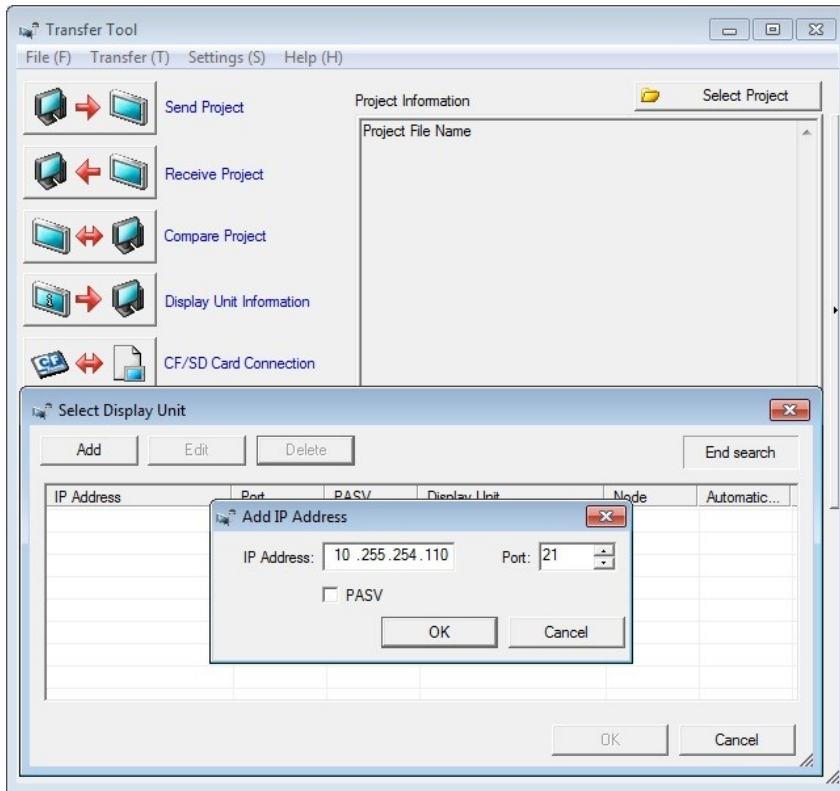 Transfer Tool
File (F) Transfer (T) Settings (S) Help (H)
Send Project
Project Information
Select Project
Project File Name
Receive Project
Compare Project
Display Unit Information
CF
CF/SD Card Connection
Select Display Unit
Add Edit Delete End search
IP Address Port PASV Display Unit Node Automatic...
Add IP Address
IP Address: 10 .255.254.110 Port: 21
PASV
OK Cancel
OK Cancel